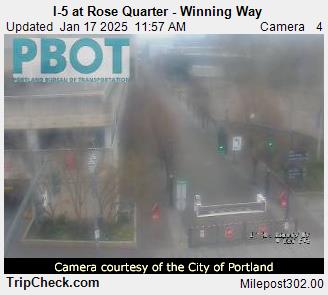 I-5 at Rose Quarter - Winning Way
Updated Jan 17 2025 11:57 AM Camera 4
PBOT
PORTLAND BUREAU OF TRANSPORTATION
Camera courtesy of the City of Portland
TripCheck.com Milepost302.00